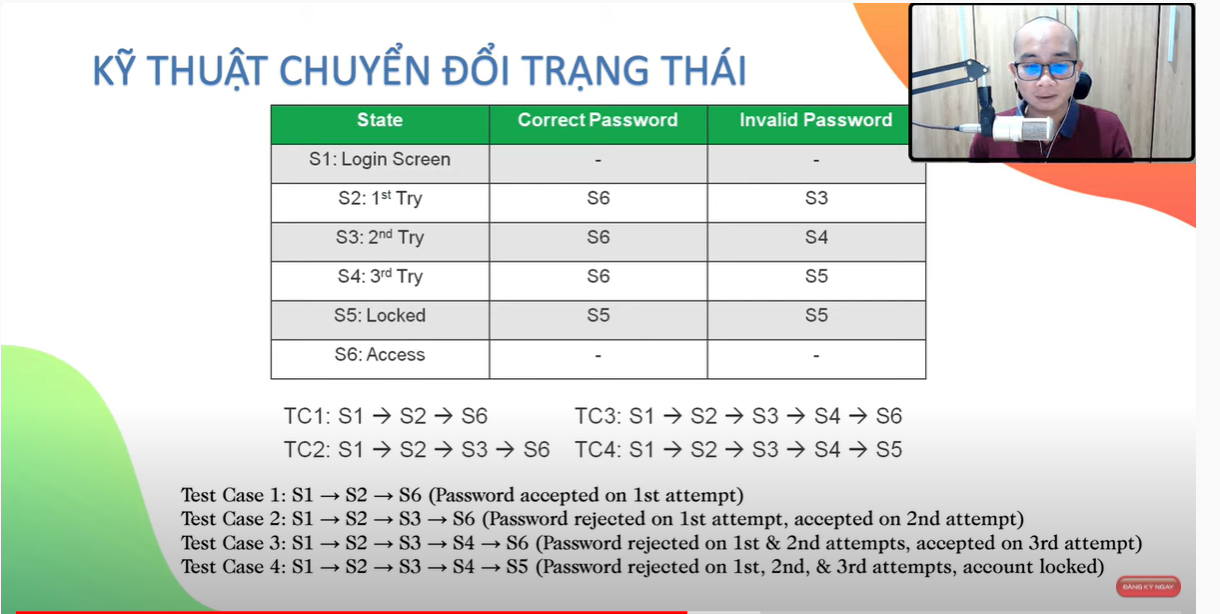 KỸ THUẬT CHUYỂN ĐỔI TRẠNG THÁI
State Correct Password Invalid Password
S1: Login Screen - -
S2: 1st Try S6 S3
S3: 2nd Try S6 S4
S4: 3rd Try S6 S5
S5: Locked S5 S5
S6: Access - -
TC1: S1 → S2 → S6 TC3: S1 → S2 → S3 → S4 → S6
TC2: S1 → S2 → S3 → S6 TC4: S1 → S2 → S3 → S4 → S5
Test Case 1: S1 → S2 → S6 (Password accepted on 1st attempt)
Test Case 2: S1 → S2 → S3 → S6 (Password rejected on 1st attempt, accepted on 2nd attempt)
Test Case 3: S1 → S2 → S3 → S4 → S6 (Password rejected on 1st & 2nd attempts, accepted on 3rd attempt)
Test Case 4: S1 → S2 → S3 → S4 → S5 (Password rejected on 1st, 2nd, & 3rd attempts, account locked)
ĐĂNG KÝ NGAY